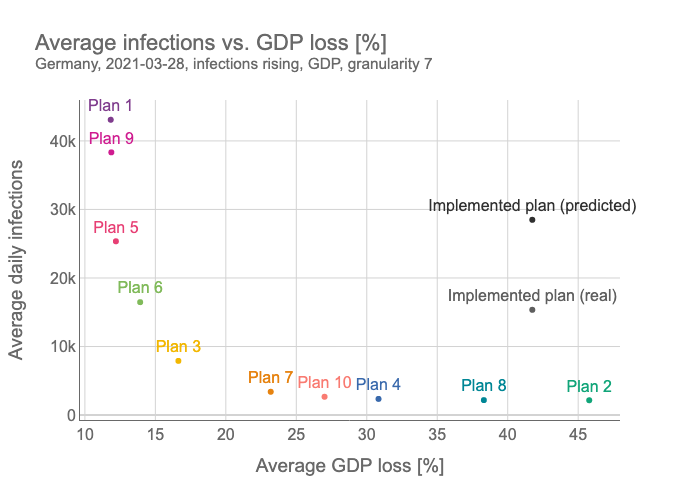 Average infections vs. GDP loss [%]
Germany, 2021-03-28, infections rising, GDP, granularity 7
Plan 1
40k
Plan 9
30k
Implemented plan (predicted)
Plan 5
20k
Plan 6
Implemented plan (real)
10k
Plan 3
Plan 7
Plan 10
Plan 4
Plan 8
Plan 2
0
10
15
20
25
30
35
40
45
Average daily infections
Average GDP loss [%]